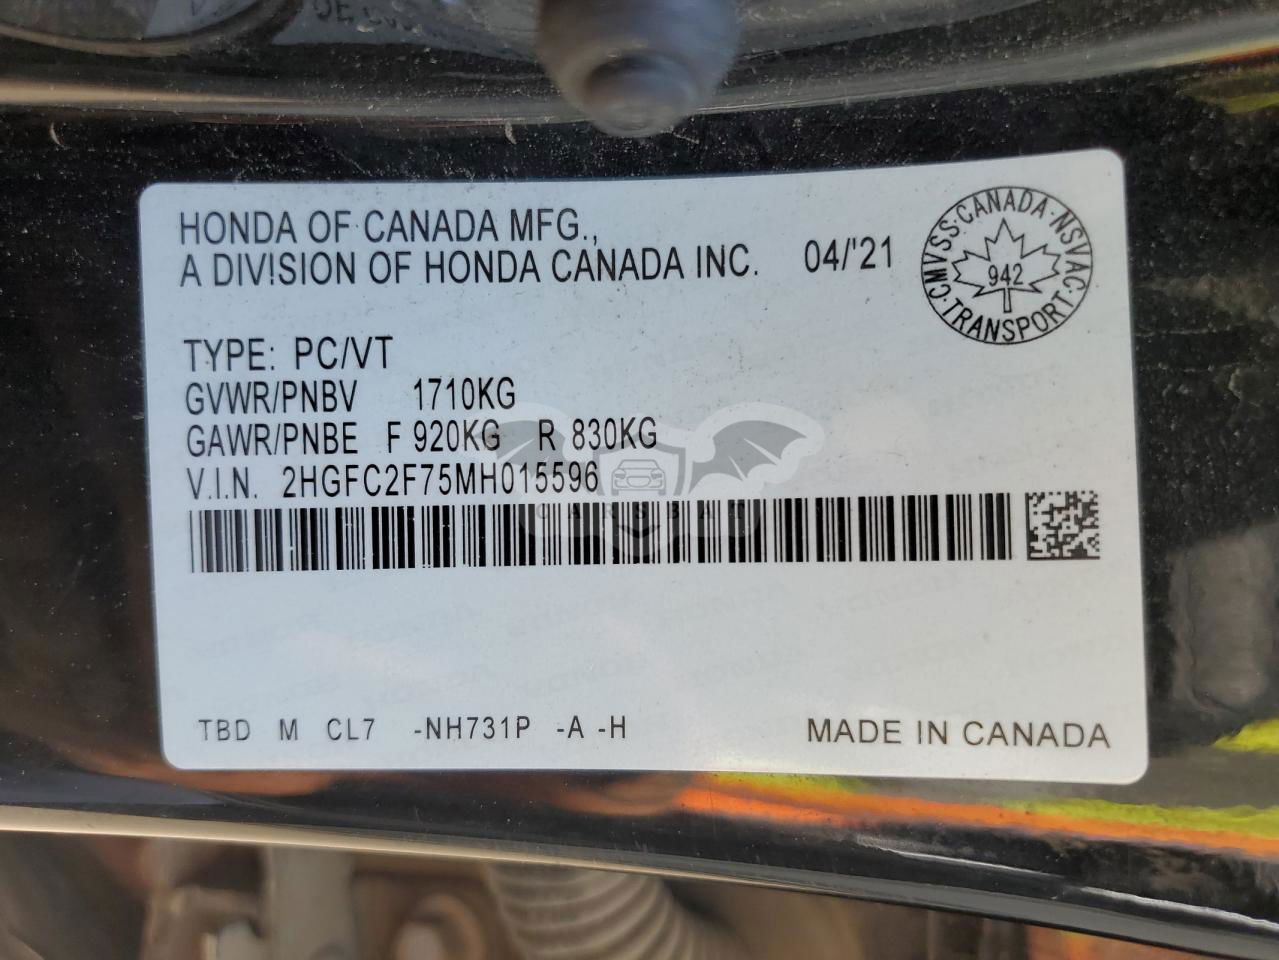 HONDA OF CANADA MFG.,
A DIVISION OF HONDA CANADA INC. 04/'21
CMVSS·CANADA·NSVAC·TRANSPORT
942
TYPE: PC/VT
GVWR/PNBV 1710KG
GAWR/PNBE F 920KG R 830KG
V.I.N. 2HGFC2F75MH015596
CARSBAT
TBD M CL7 -NH731P -A -H MADE IN CANADA